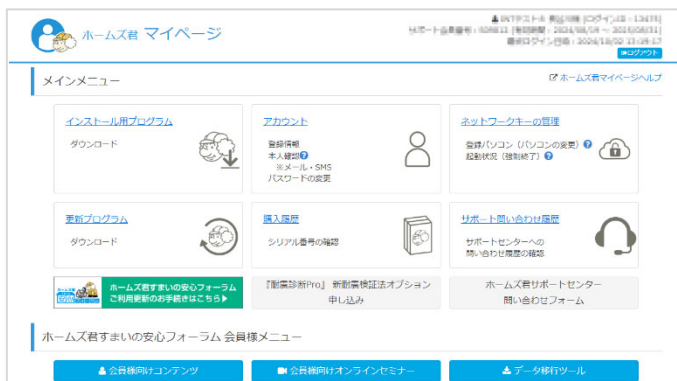 ホームズ君 マイページ
ログアウト
メインメニュー
ホームズ君マイページヘルプ
インストール用プログラム
ダウンロード
アカウント
登録情報
本人確認
※メール・SMS
パスワードの変更
ネットワークキーの管理
登録パソコン（パソコンの変更）
起動状況（強制終了）
更新プログラム
ダウンロード
購入履歴
シリアル番号の確認
サポート問い合わせ履歴
サポートセンターへの
問い合わせ履歴の確認
ホームズ君すまいの安心フォーラム
ご利用更新のお手続きはこちら▶
『耐震診断Pro』 新耐震検証法オプション
申し込み
ホームズ君サポートセンター
問い合わせフォーム
ホームズ君すまいの安心フォーラム 会員様メニュー
会員様向けコンテンツ
会員様向けオンラインセミナー
データ移行ツール